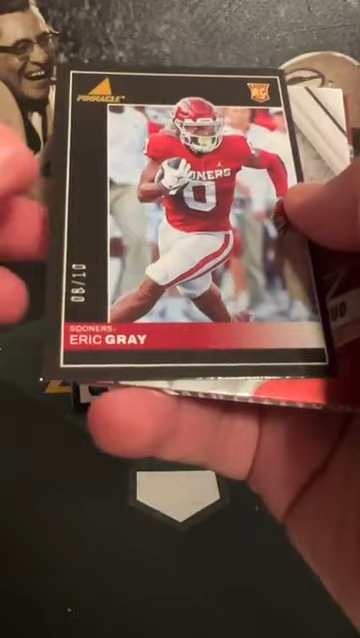 PINNACLE
RC
SOONERS
0
08/10
SOONERS
ERIC GRAY